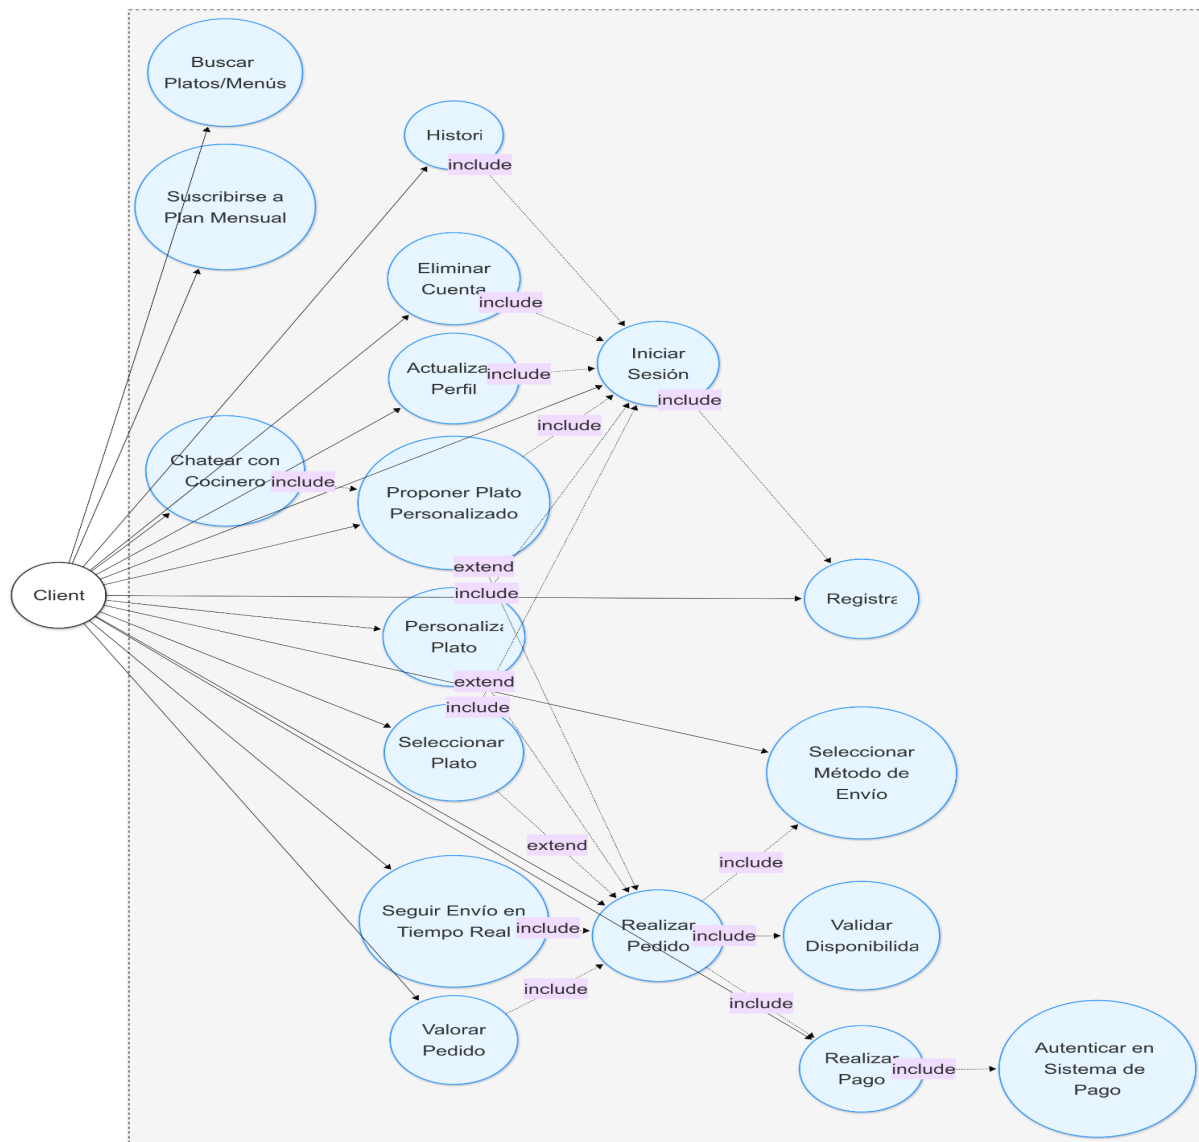 Buscar
Platos/Menús
Histori
include
Suscribirse a
Plan Mensual
Eliminar
Cuenta
include
Iniciar
Sesión
Actualiza
Perfil
include
include
include
Chatear con
Cocinero
include
Proponer Plato
Personalizado
extend
include
Client
Registra
Personaliza
Plato
extend
include
Seleccionar
Plato
Seleccionar
Método de
Envío
extend
include
Seguir Envío en
Tiempo Real
include
Realizar
Pedido
include
Validar
Disponibilida
include
include
Valorar
Pedido
Realizar
Pago
include
Autenticar en
Sistema de
Pago